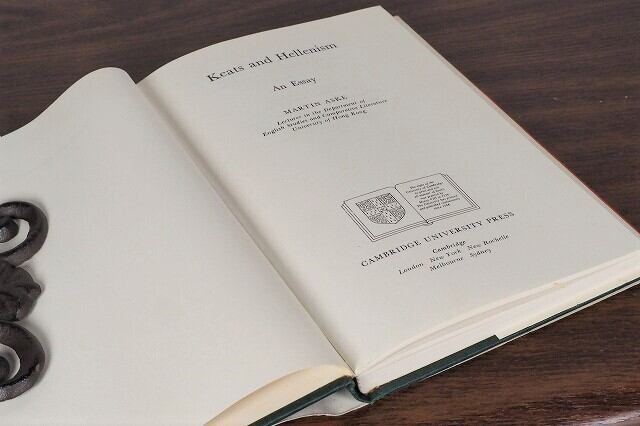 Keats and Hellenism
An Essay
MARTIN ASKE
Lecturer in the Department of
English Studies and Comparative Literature
University of Hong Kong
CAMBRIDGE UNIVERSITY PRESS
Cambridge
London New York New Rochelle
Melbourne Sydney